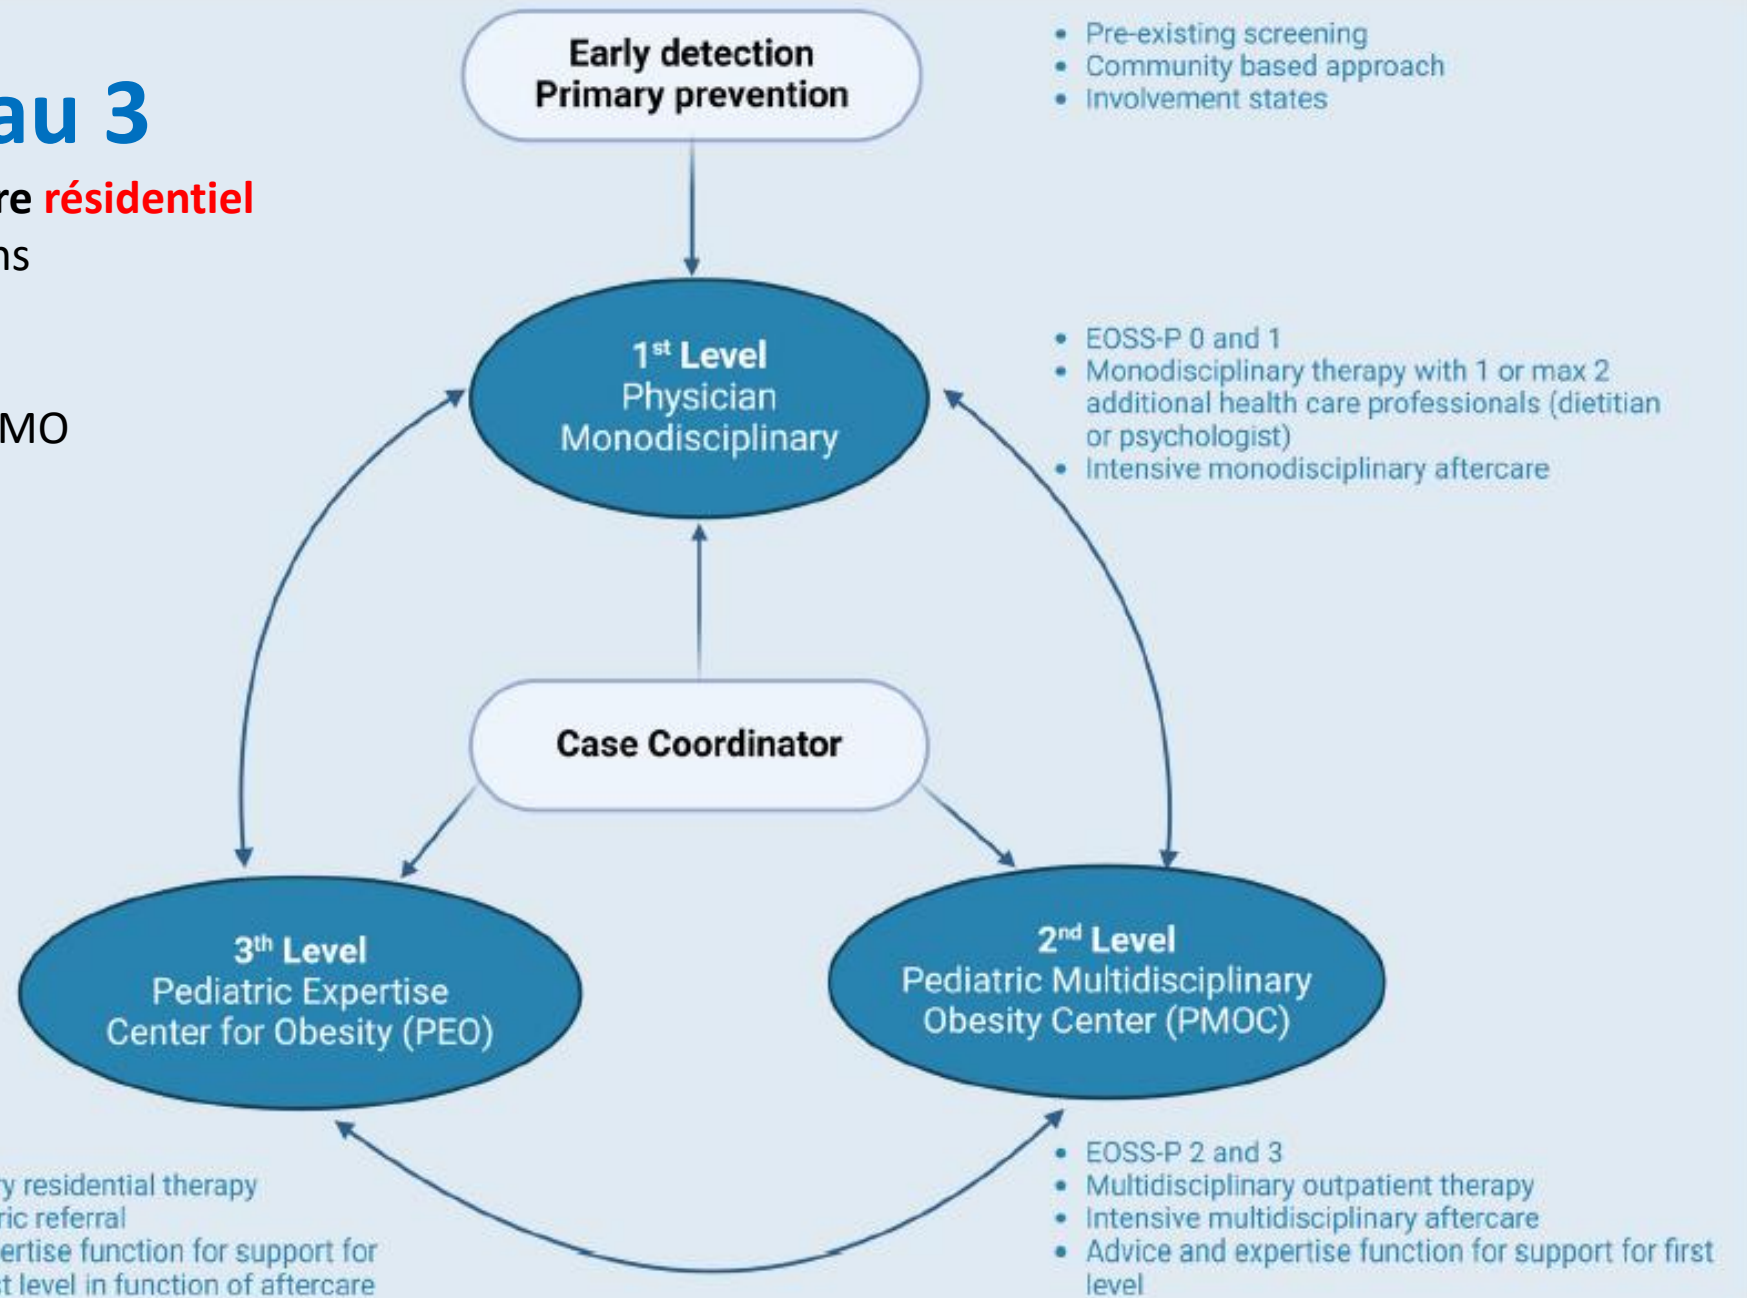 au 3
re résidentiel
ns
MO
Early detection
Primary prevention
• Pre-existing screening
• Community based approach
• Involvement states
1st Level
Physician
Monodisciplinary
• EOSS-P 0 and 1
• Monodisciplinary therapy with 1 or max 2
additional health care professionals (dietitian
or psychologist)
• Intensive monodisciplinary aftercare
Case Coordinator
3th Level
Pediatric Expertise
Center for Obesity (PEO)
2nd Level
Pediatric Multidisciplinary
Obesity Center (PMOC)
ry residential therapy
ric referral
ertise function for support for
st level in function of aftercare
• EOSS-P 2 and 3
• Multidisciplinary outpatient therapy
• Intensive multidisciplinary aftercare
• Advice and expertise function for support for first
level